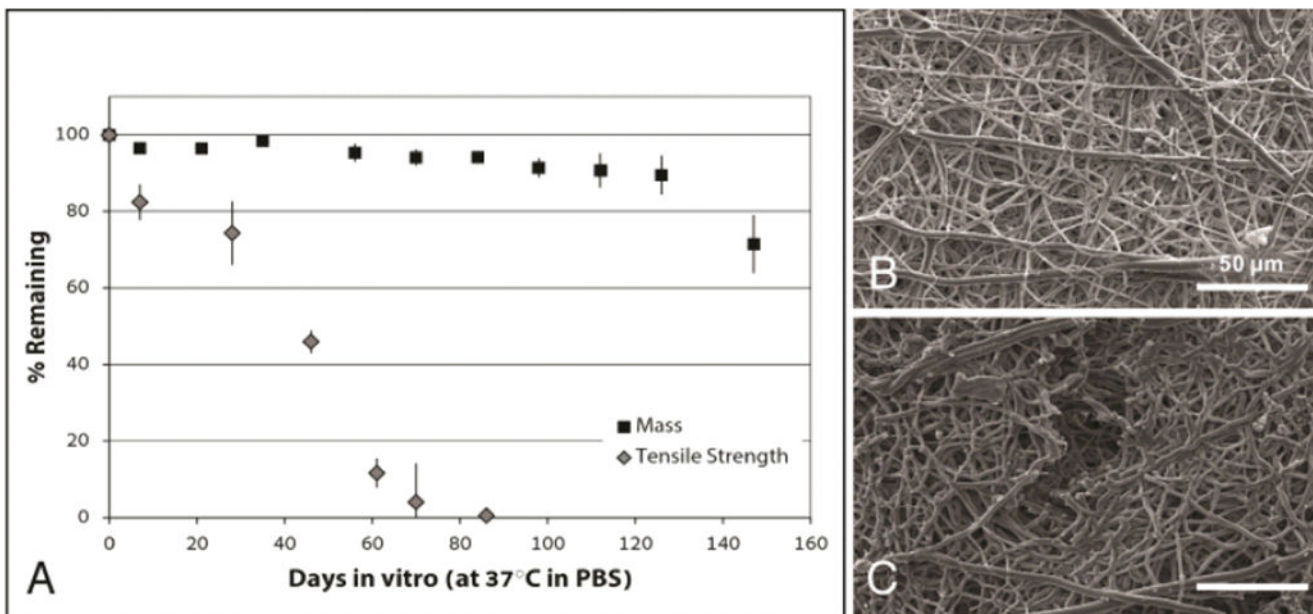 100
80
60
40
20
0
% Remaining
Mass
Tensile Strength
0 20 40 60 80 100 120 140 160
Days in vitro (at 37°C in PBS)
A
50 µm
B
C